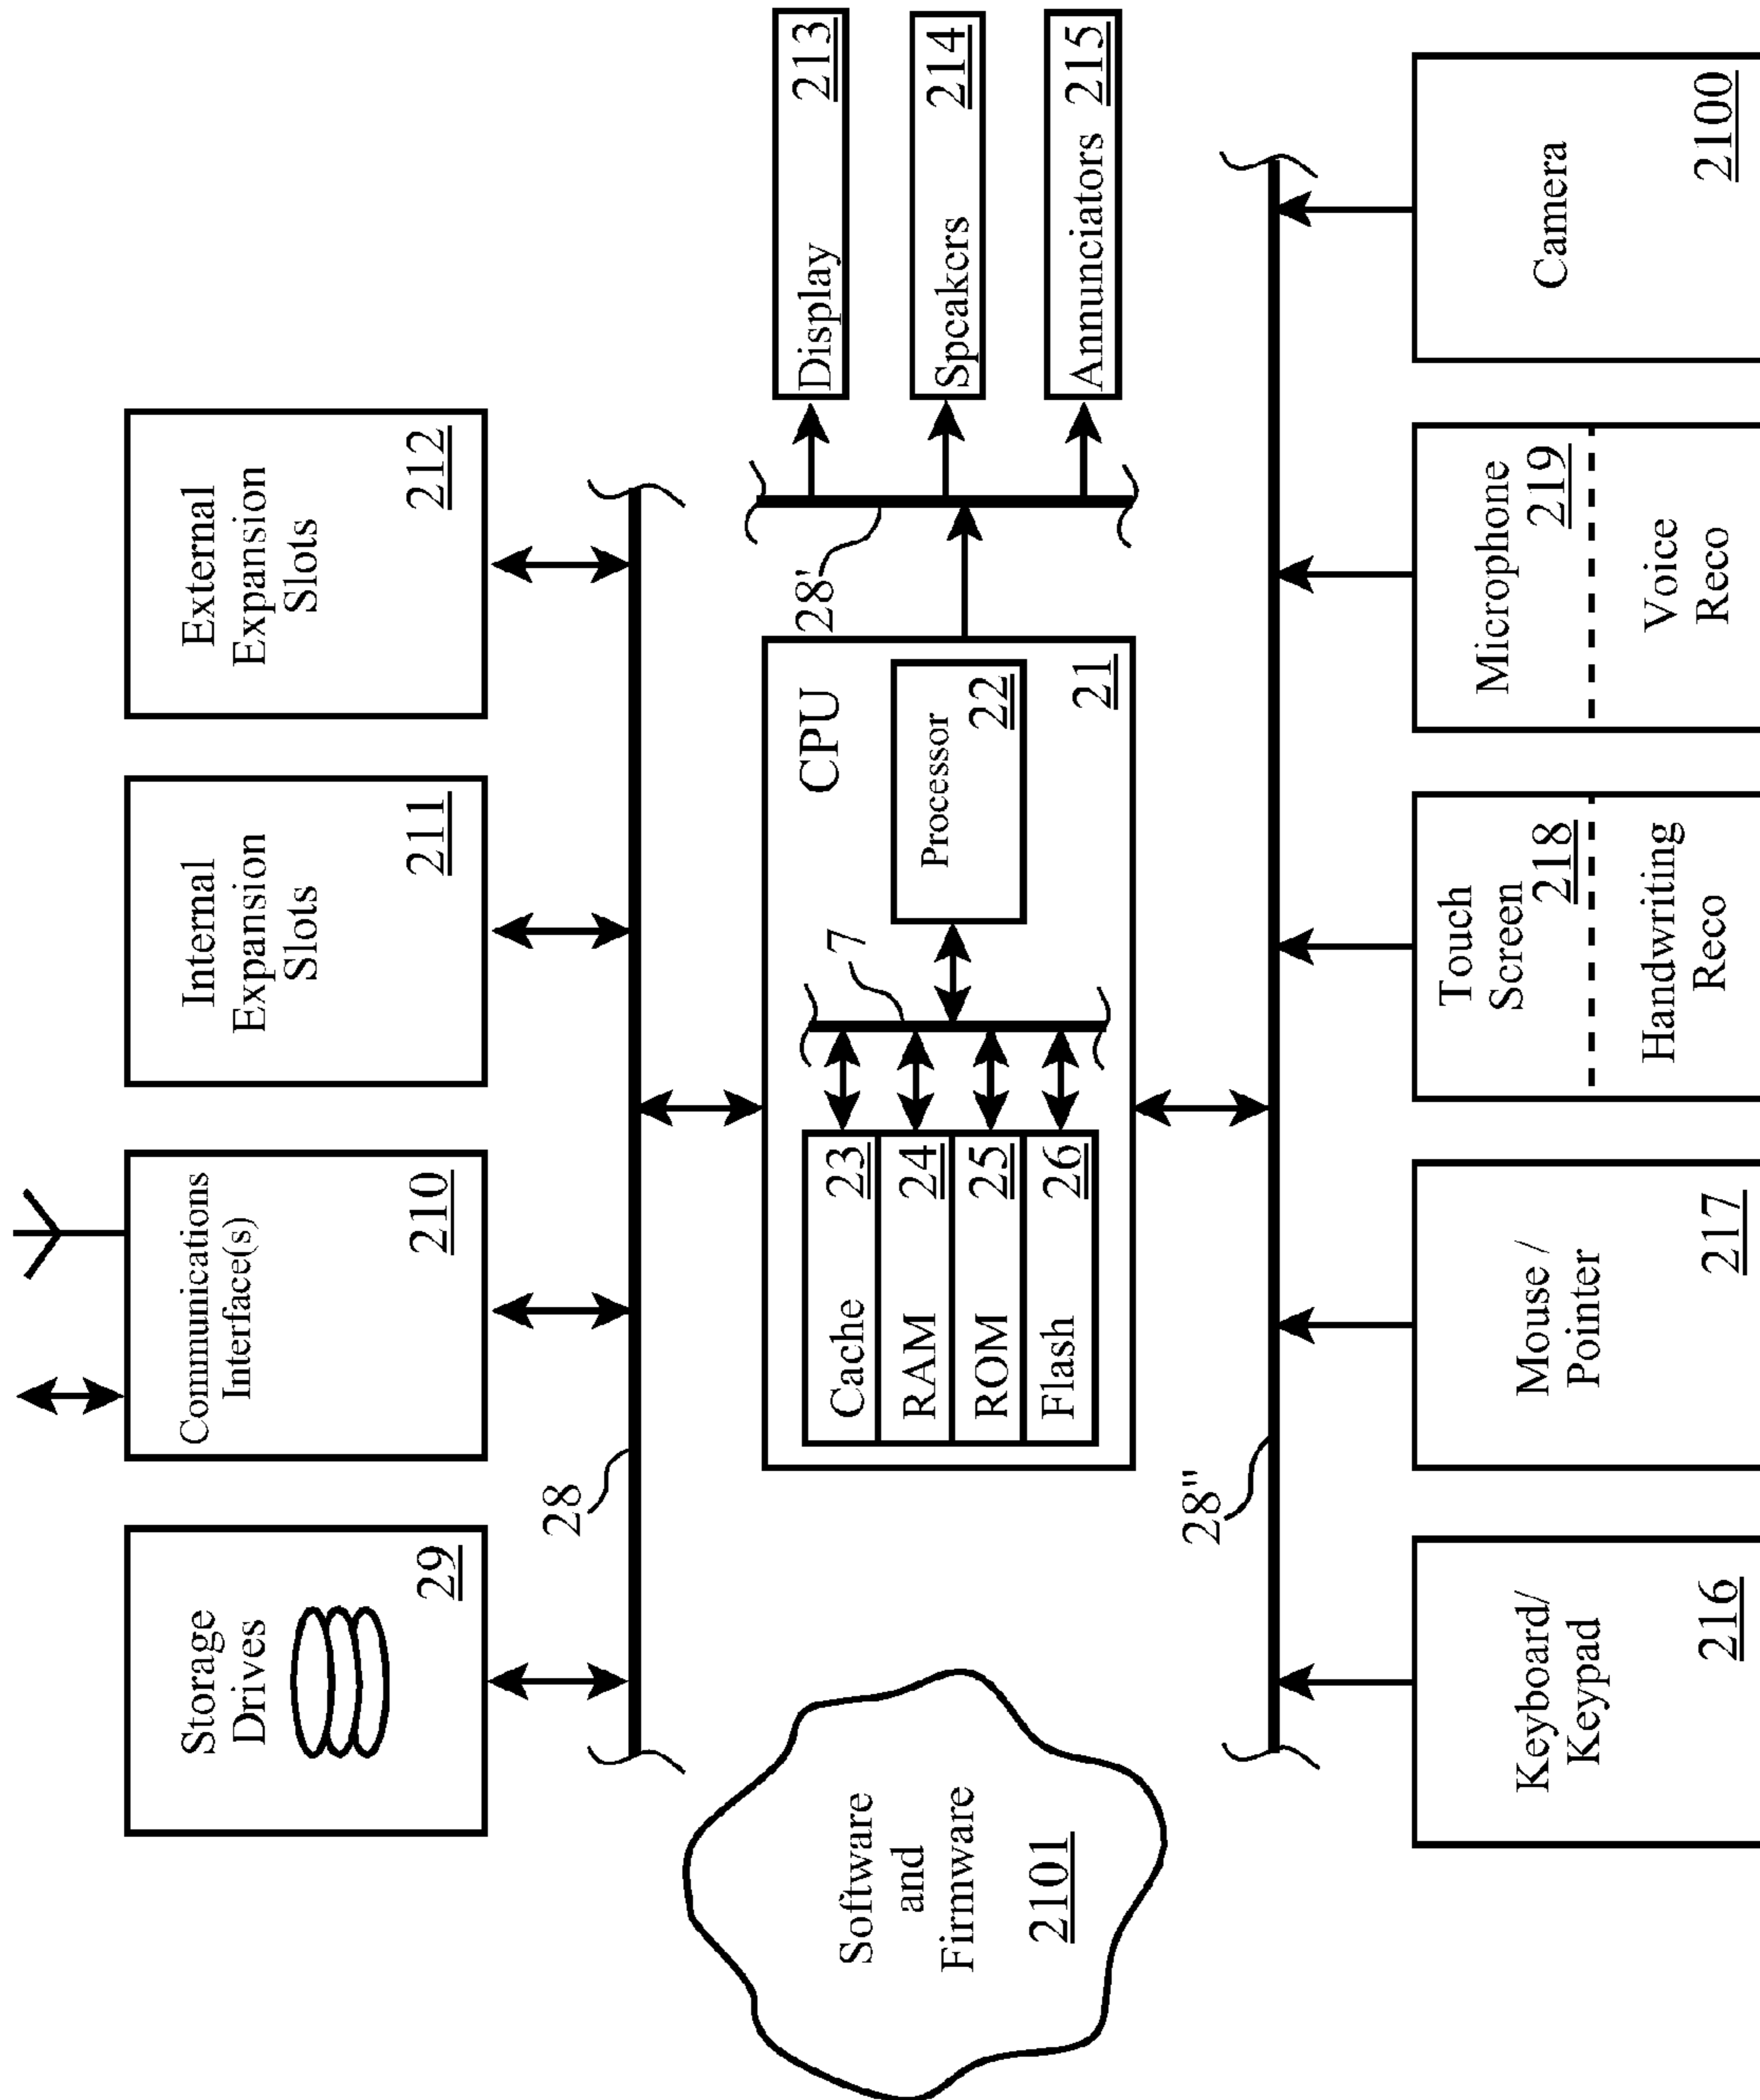 Storage
Drives
29
Communications
Interface(s)
210
Internal
Expansion
Slots
211
External
Expansion
Slots
212
28
Software
and
Firmware
2101
CPU
Cache 23
RAM 24
ROM 25
Flash 26
7
Processor
22
21
28'
Display 213
Speakers 214
Annunciators 215
28"
Keyboard/
Keypad
216
Mouse /
Pointer
217
Touch
Screen
218
Handwriting
Reco
Microphone
219
Voice
Reco
Camera
2100